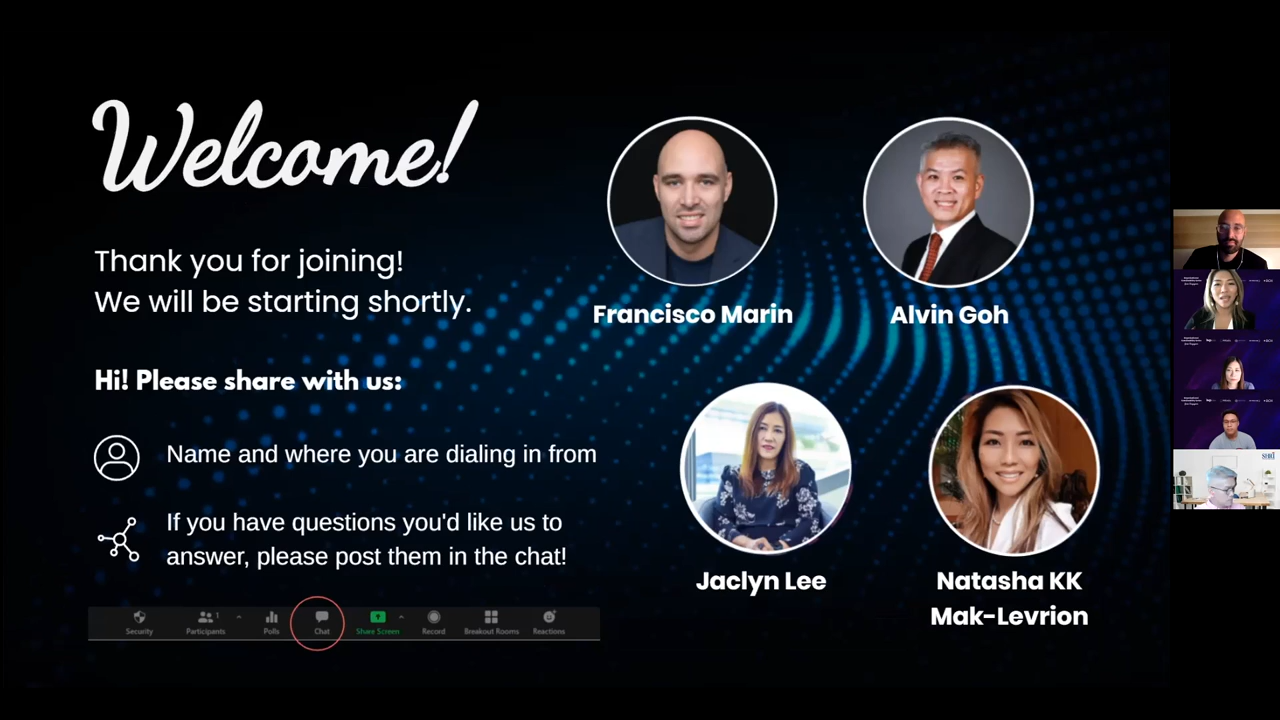 Welcome!
Thank you for joining!
We will be starting shortly.
Hi! Please share with us:
Name and where you are dialing in from
If you have questions you'd like us to
answer, please post them in the chat!
Security
Participants
1
Polls
Chat
Share Screen
Record
Breakout Rooms
Reactions
Francisco Marin
Alvin Goh
Jaclyn Lee
Natasha KK
Mak-Levrion